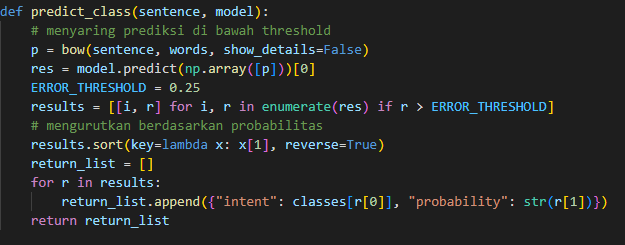 def predict_class(sentence, model):
    # menyaring prediksi di bawah threshold
    p = bow(sentence, words, show_details=False)
    res = model.predict(np.array([p]))[0]
    ERROR_THRESHOLD = 0.25
    results = [[i, r] for i, r in enumerate(res) if r > ERROR_THRESHOLD]
    # mengurutkan berdasarkan probabilitas
    results.sort(key=lambda x: x[1], reverse=True)
    return_list = []
    for r in results:
        return_list.append({"intent": classes[r[0]], "probability": str(r[1])})
    return return_list